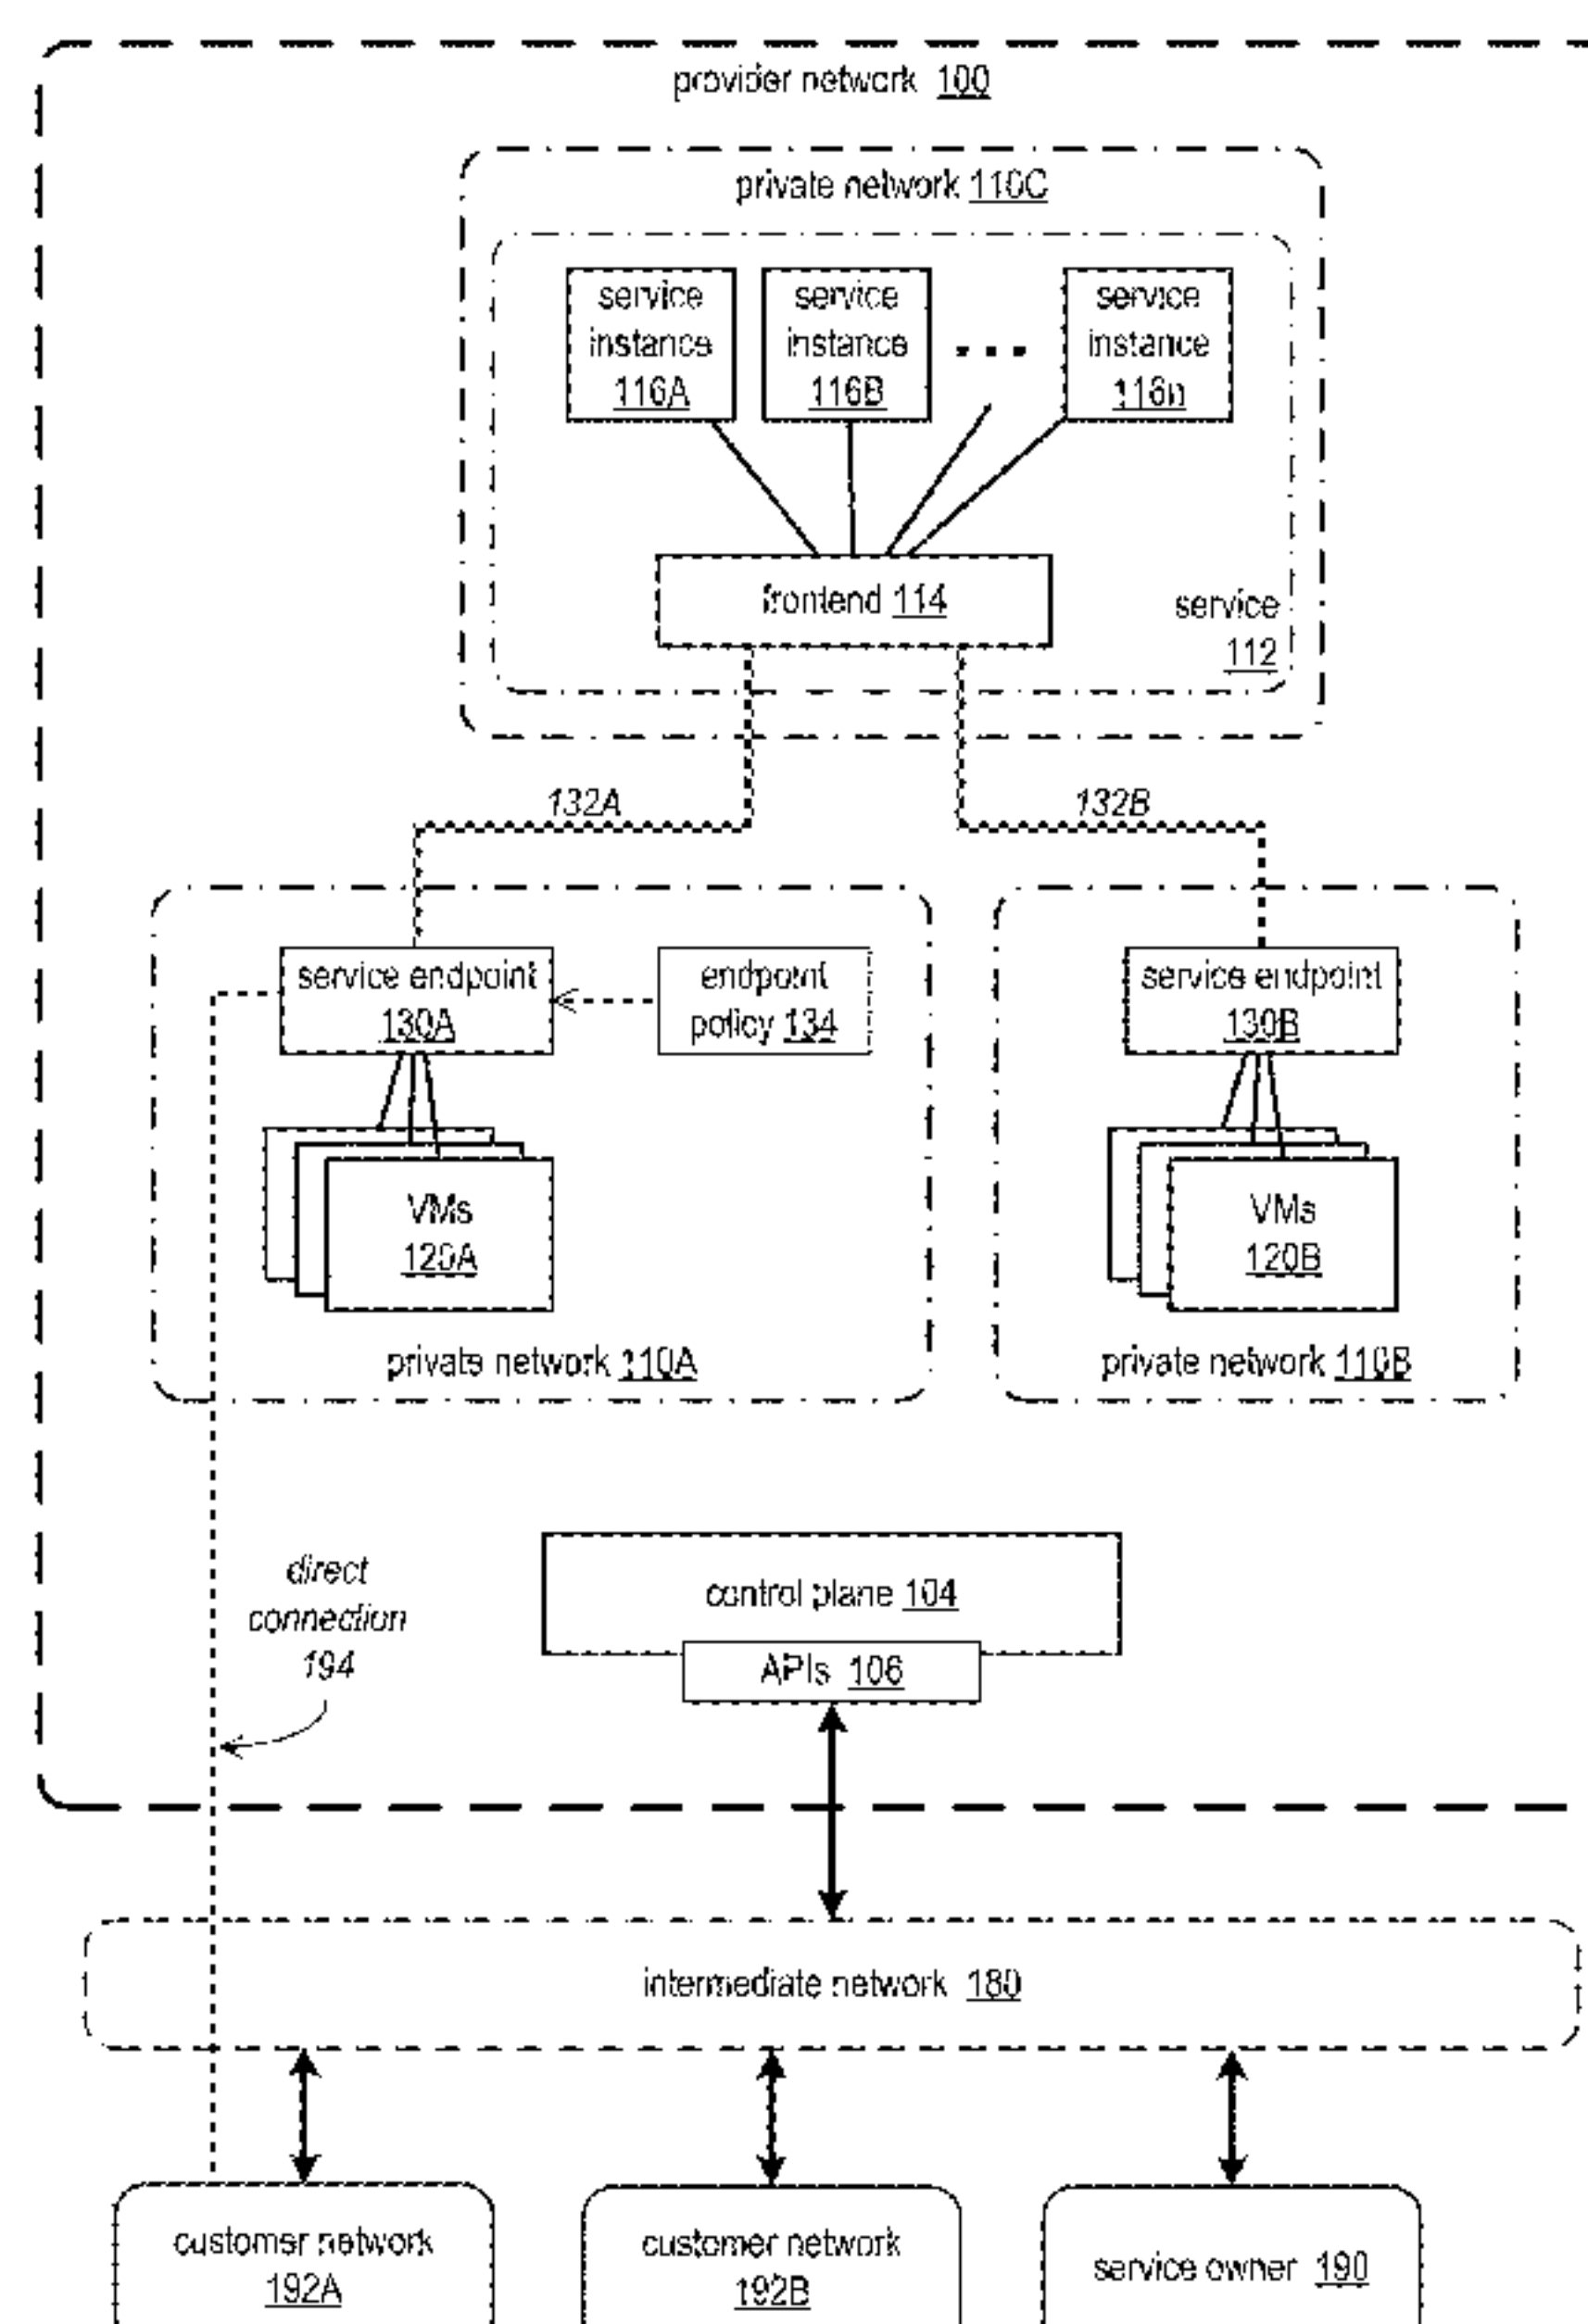 provider network 100
private network 110C
service
instance
116A
service
instance
116B
...
service
instance
116n
frontend 114
service
112
132A
132B
service endpoint
130A
endpoint
policy 134
service endpoint
130B
VMs
120A
VMs
120B
private network 110A
private network 110B
direct
connection
194
control plane 104
APIs 106
intermediate network 180
customer network
192A
customer network
192B
service owner 190